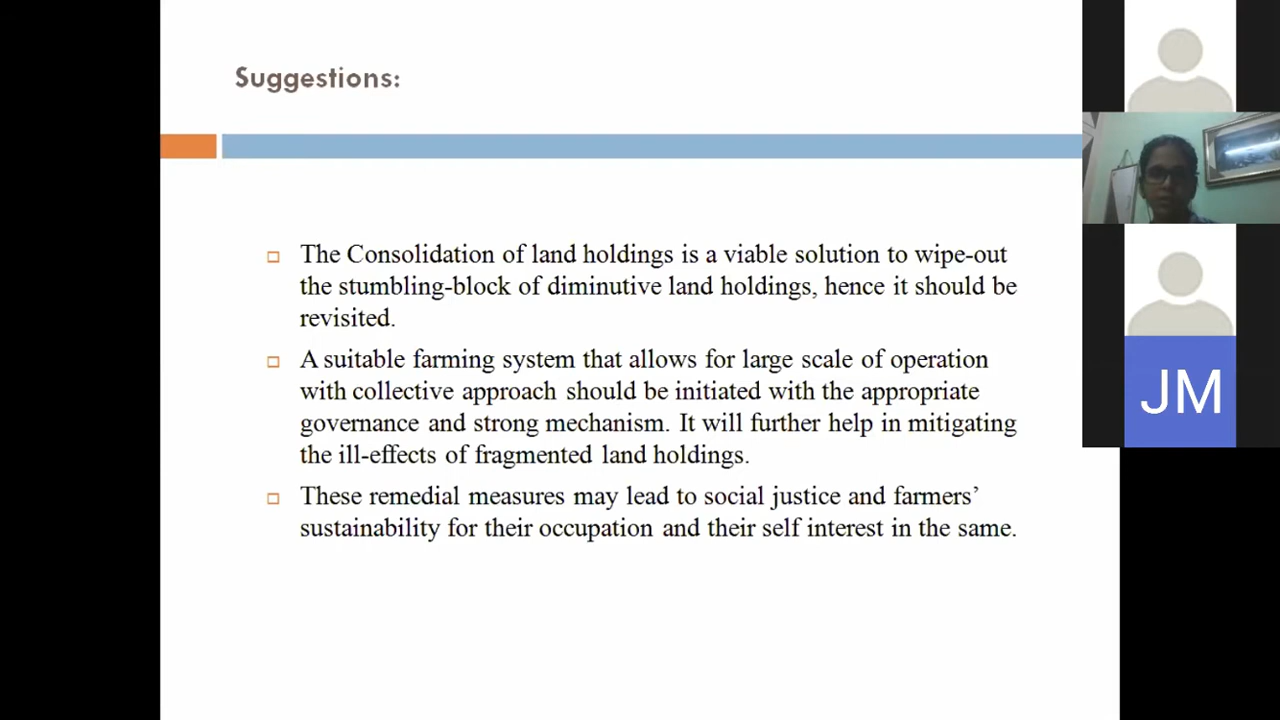 Suggestions:
The Consolidation of land holdings is a viable solution to wipe-out
the stumbling-block of diminutive land holdings, hence it should be
revisited.
A suitable farming system that allows for large scale of operation
with collective approach should be initiated with the appropriate
governance and strong mechanism. It will further help in mitigating
the ill-effects of fragmented land holdings.
These remedial measures may lead to social justice and farmers’
sustainability for their occupation and their self interest in the same.
JM